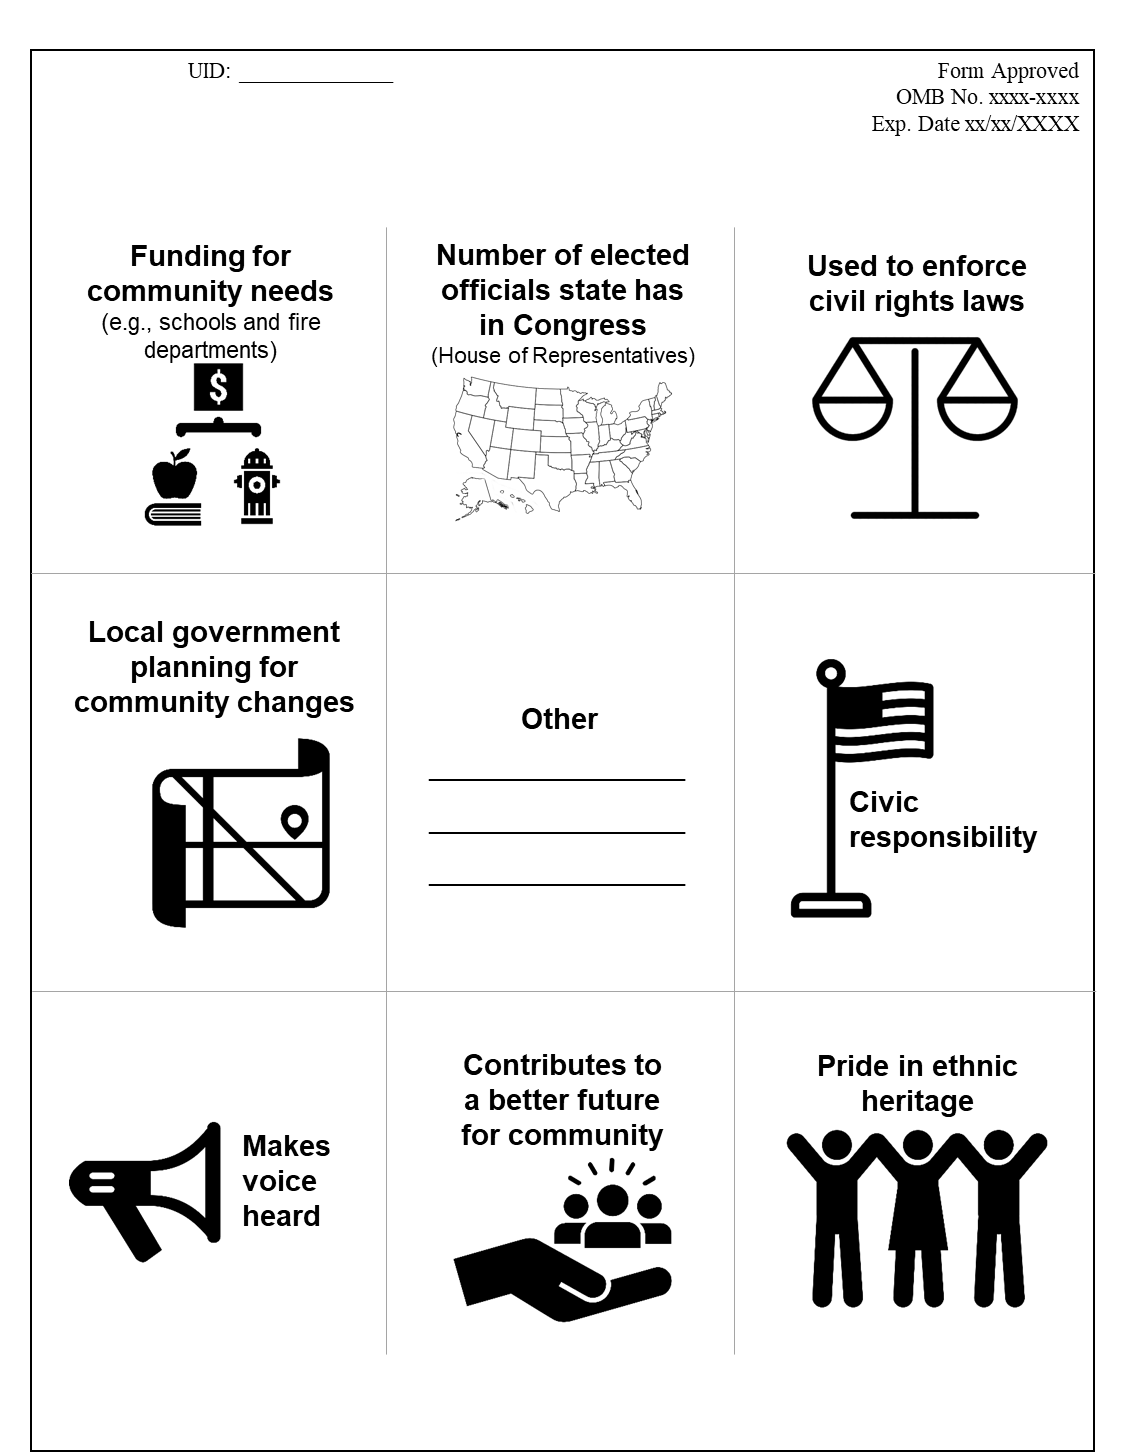 UID: ______________
Form Approved
OMB No. xxxx-xxxx
Exp. Date xx/xx/XXXX
Funding for
community needs
(e.g., schools and fire
departments)
$
Number of elected
officials state has
in Congress
(House of Representatives)
Used to enforce
civil rights laws
Local government
planning for
community changes
Other
Civic
responsibility
Makes
voice
heard
Contributes to
a better future
for community
Pride in ethnic
heritage